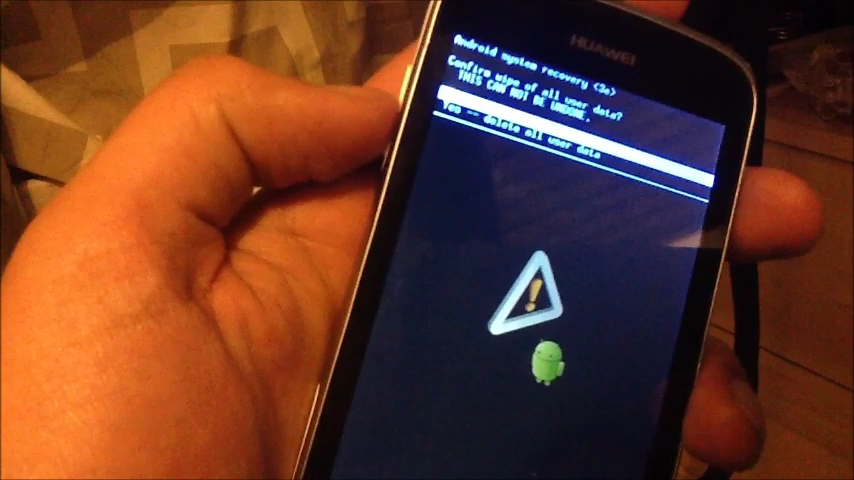 HUAWEI
Android system recovery <3e>
Confirm wipe of all user data?
THIS CAN NOT BE UNDONE.
Yes -- delete all user data